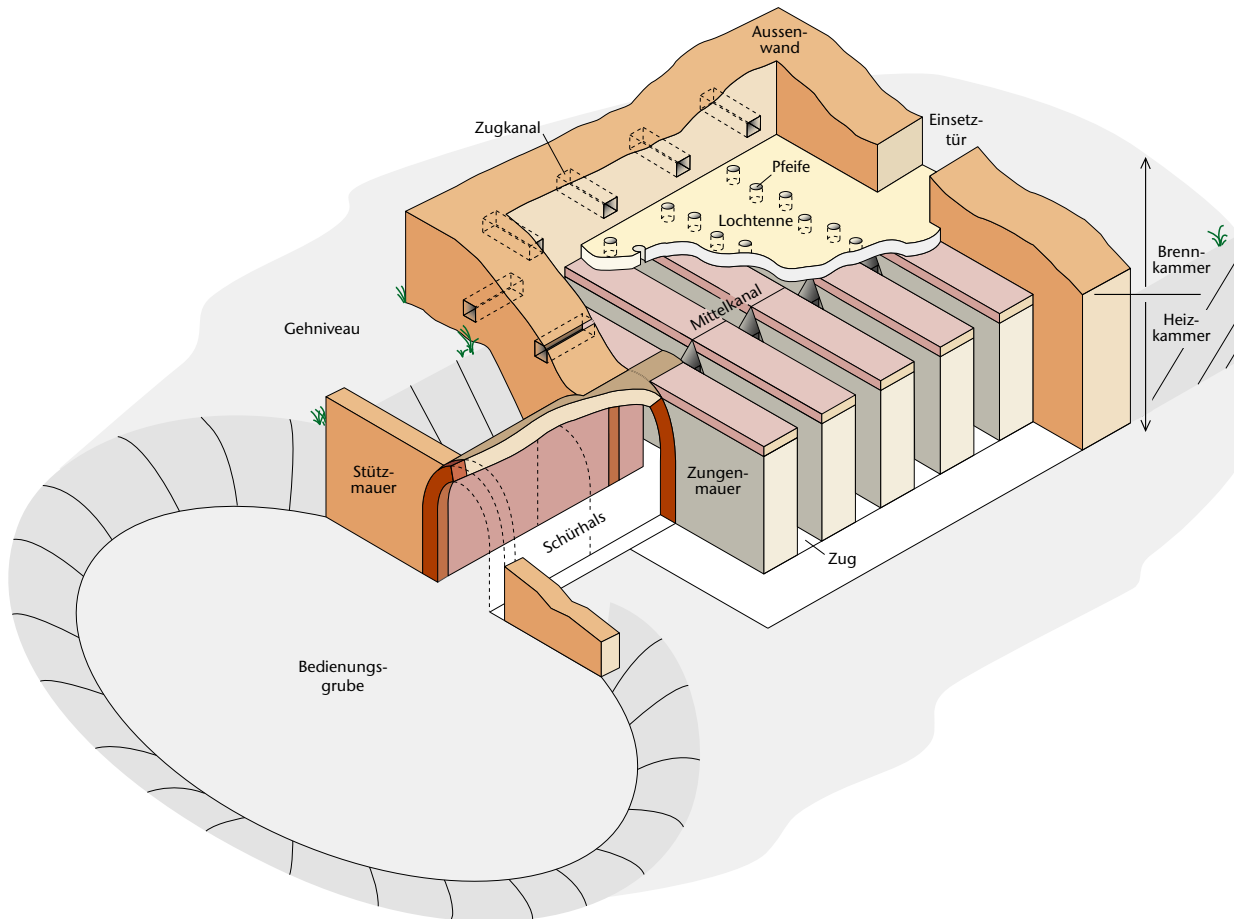 Aussen-
wand
Zugkanal
Einsetz-
tür
Pfeife
Lochtenne
Brenn-
kammer
Mittelkanal
Gehniveau
Heiz-
kammer
Stütz-
mauer
Zungen-
mauer
Schürhals
Zug
Bedienungs-
grube